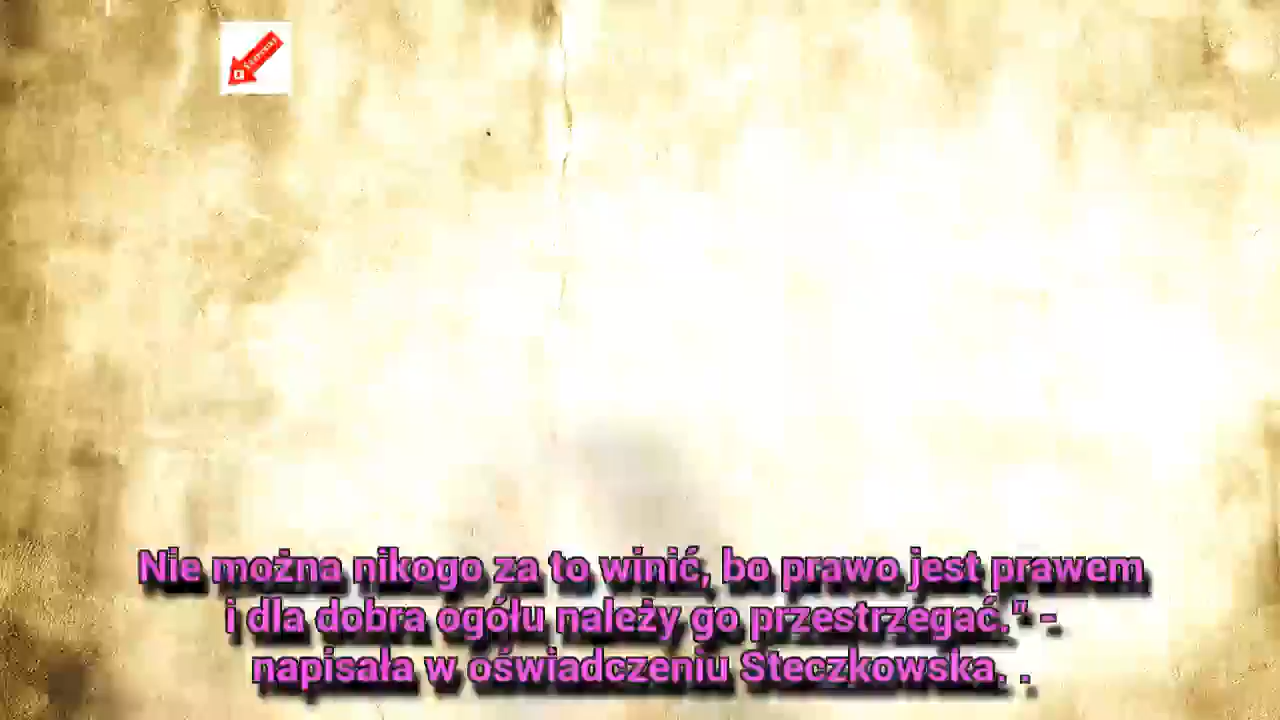 Nie można nikogo za to winić, bo prawo jest prawem
i dla dobra ogółu należy go przestrzegać." -
napisała w oświadczeniu Steczkowska. .